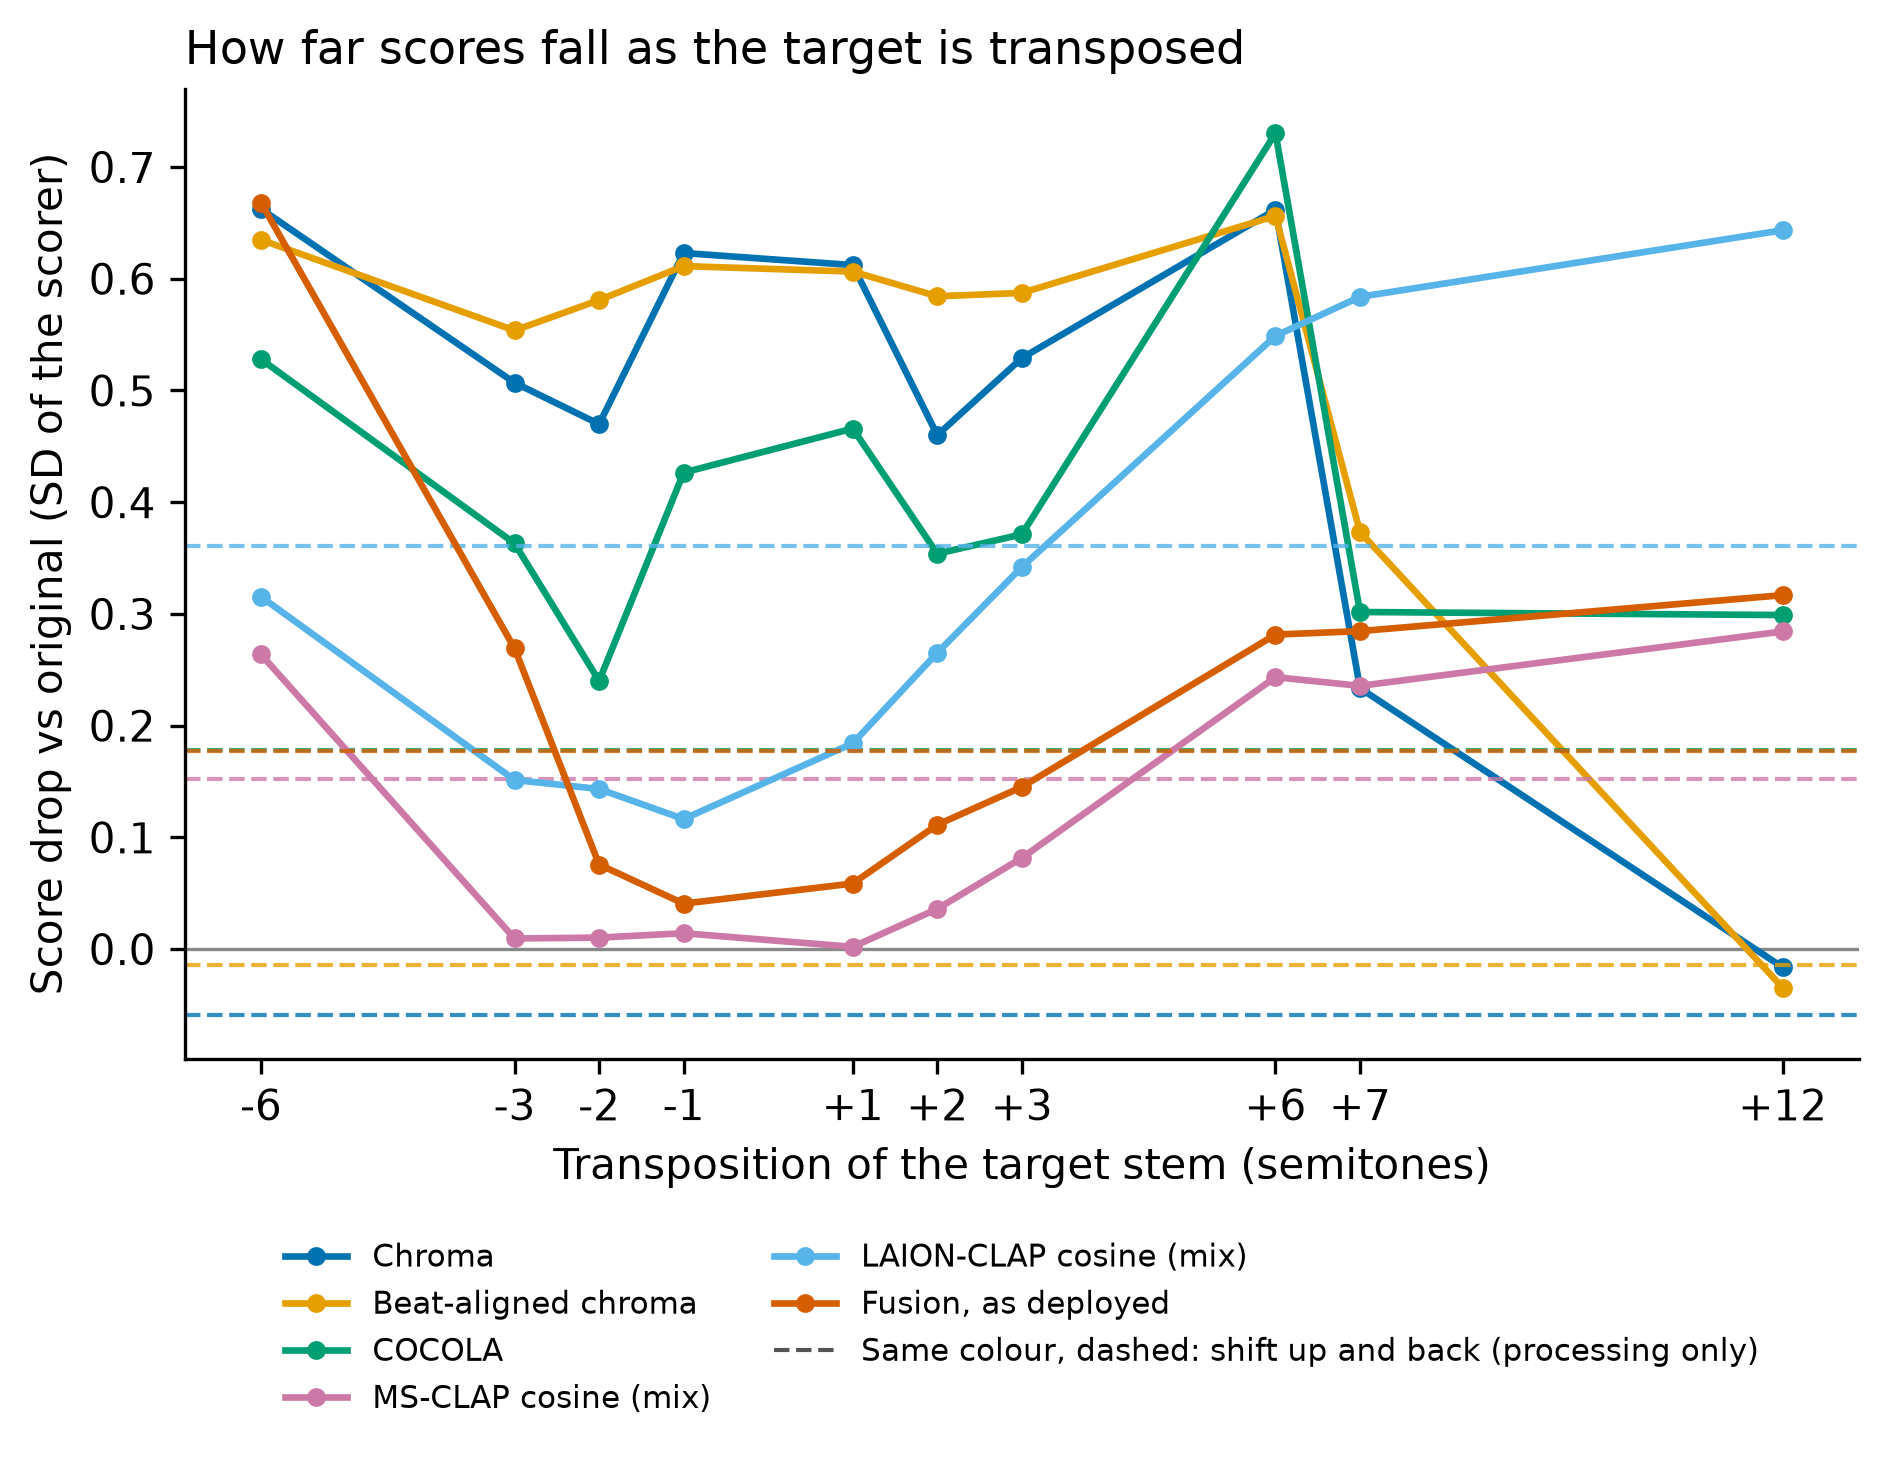 How far scores fall as the target is transposed
Score drop vs original (SD of the scorer)
0.7
0.6
0.5
0.4
0.3
0.2
0.1
0.0
-6 -3 -2 -1 +1 +2 +3 +6 +7 +12
Transposition of the target stem (semitones)
Chroma
Beat-aligned chroma
COCOLA
MS-CLAP cosine (mix)
LAION-CLAP cosine (mix)
Fusion, as deployed
Same colour, dashed: shift up and back (processing only)